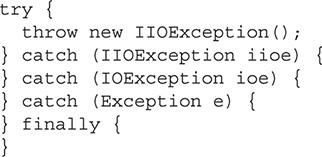 try {
  throw new IIOException();
} catch (IIOException iioe) {
} catch (IOException ioe) {
} catch (Exception e) {
} finally {
}